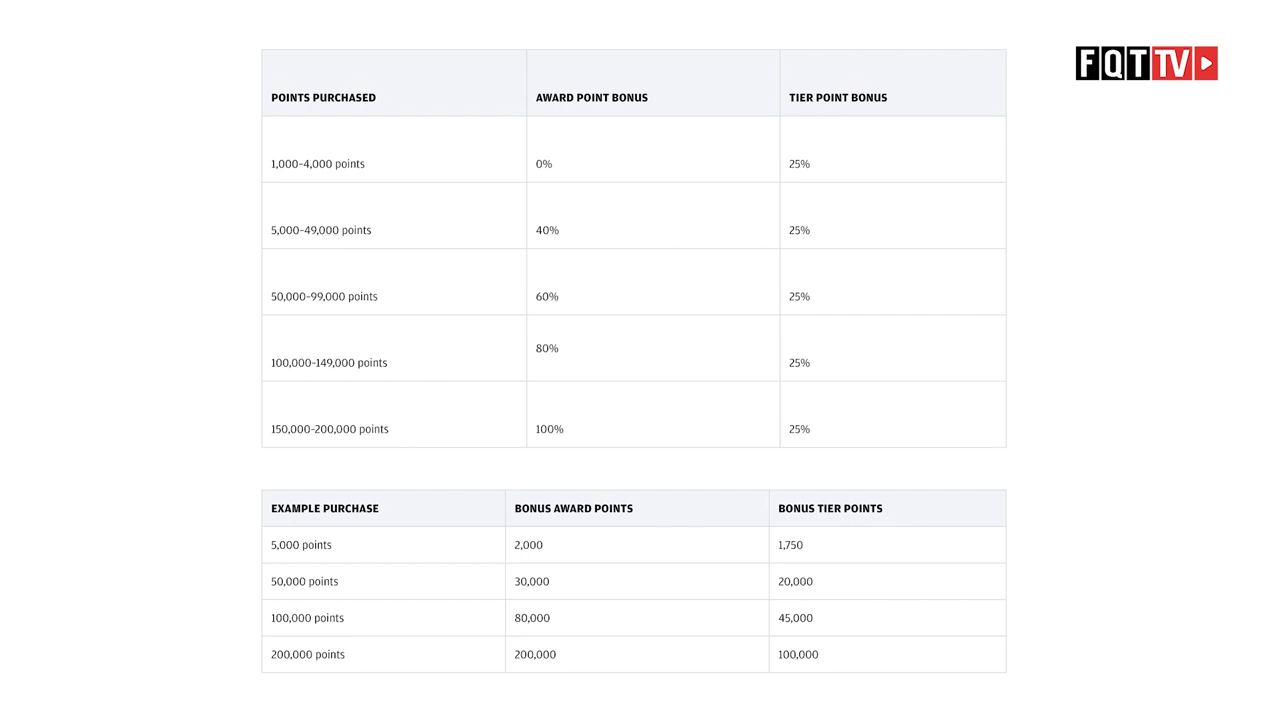 FQT TV
POINTS PURCHASED AWARD POINT BONUS TIER POINT BONUS
1,000-4,000 points 0% 25%
5,000-49,000 points 40% 25%
50,000-99,000 points 60% 25%
100,000-149,000 points 80% 25%
150,000-200,000 points 100% 25%
EXAMPLE PURCHASE BONUS AWARD POINTS BONUS TIER POINTS
5,000 points 2,000 1,750
50,000 points 30,000 20,000
100,000 points 80,000 45,000
200,000 points 200,000 100,000